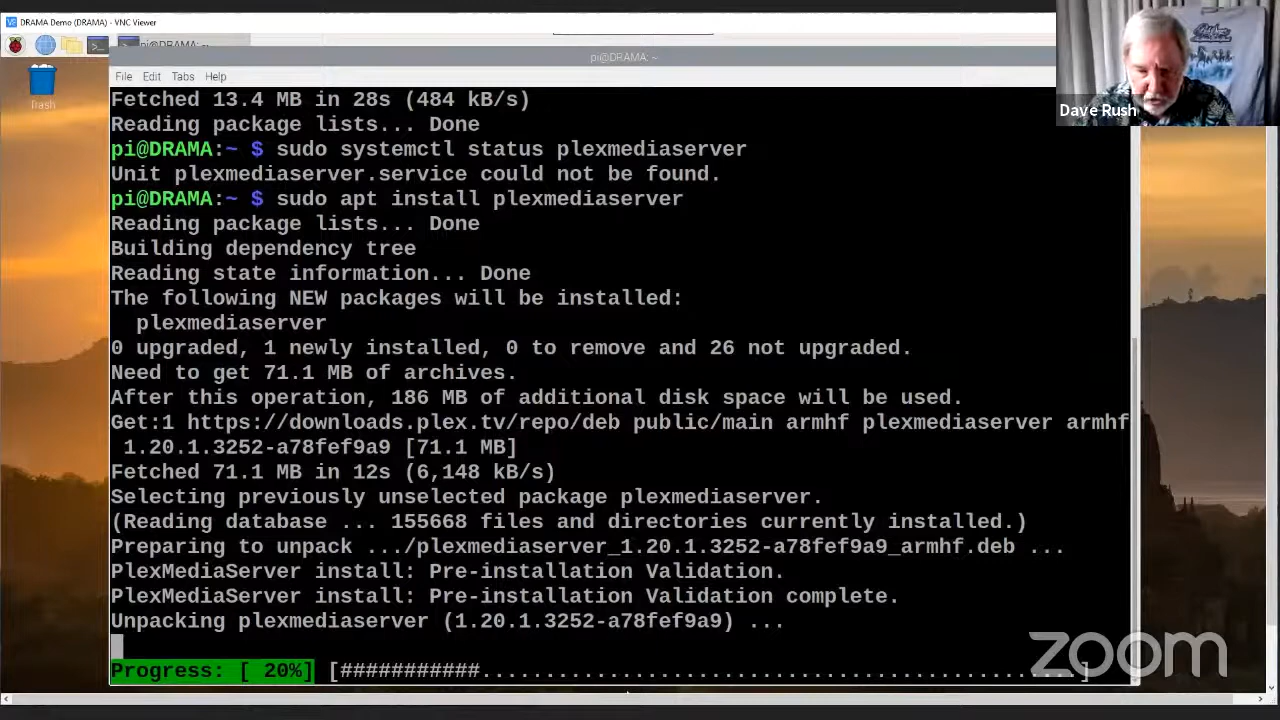 DRAMA Demo (DRAMA) - VNC Viewer
pi@DRAMA: ~
pi@DRAMA: ~
File Edit Tabs Help
Dave Rush
Trash
Fetched 13.4 MB in 28s (484 kB/s)
Reading package lists... Done
pi@DRAMA:~ $ sudo systemctl status plexmediaserver
Unit plexmediaserver.service could not be found.
pi@DRAMA:~ $ sudo apt install plexmediaserver
Reading package lists... Done
Building dependency tree
Reading state information... Done
The following NEW packages will be installed:
plexmediaserver
0 upgraded, 1 newly installed, 0 to remove and 26 not upgraded.
Need to get 71.1 MB of archives.
After this operation, 186 MB of additional disk space will be used.
Get:1 https://downloads.plex.tv/repo/deb public/main armhf plexmediaserver armhf
1.20.1.3252-a78fef9a9 [71.1 MB]
Fetched 71.1 MB in 12s (6,148 kB/s)
Selecting previously unselected package plexmediaserver.
(Reading database ... 155668 files and directories currently installed.)
Preparing to unpack .../plexmediaserver_1.20.1.3252-a78fef9a9_armhf.deb ...
PlexMediaServer install: Pre-installation Validation.
PlexMediaServer install: Pre-installation Validation complete.
Unpacking plexmediaserver (1.20.1.3252-a78fef9a9) ...
Progress: [ 20%] [###########...............................................]
zoom